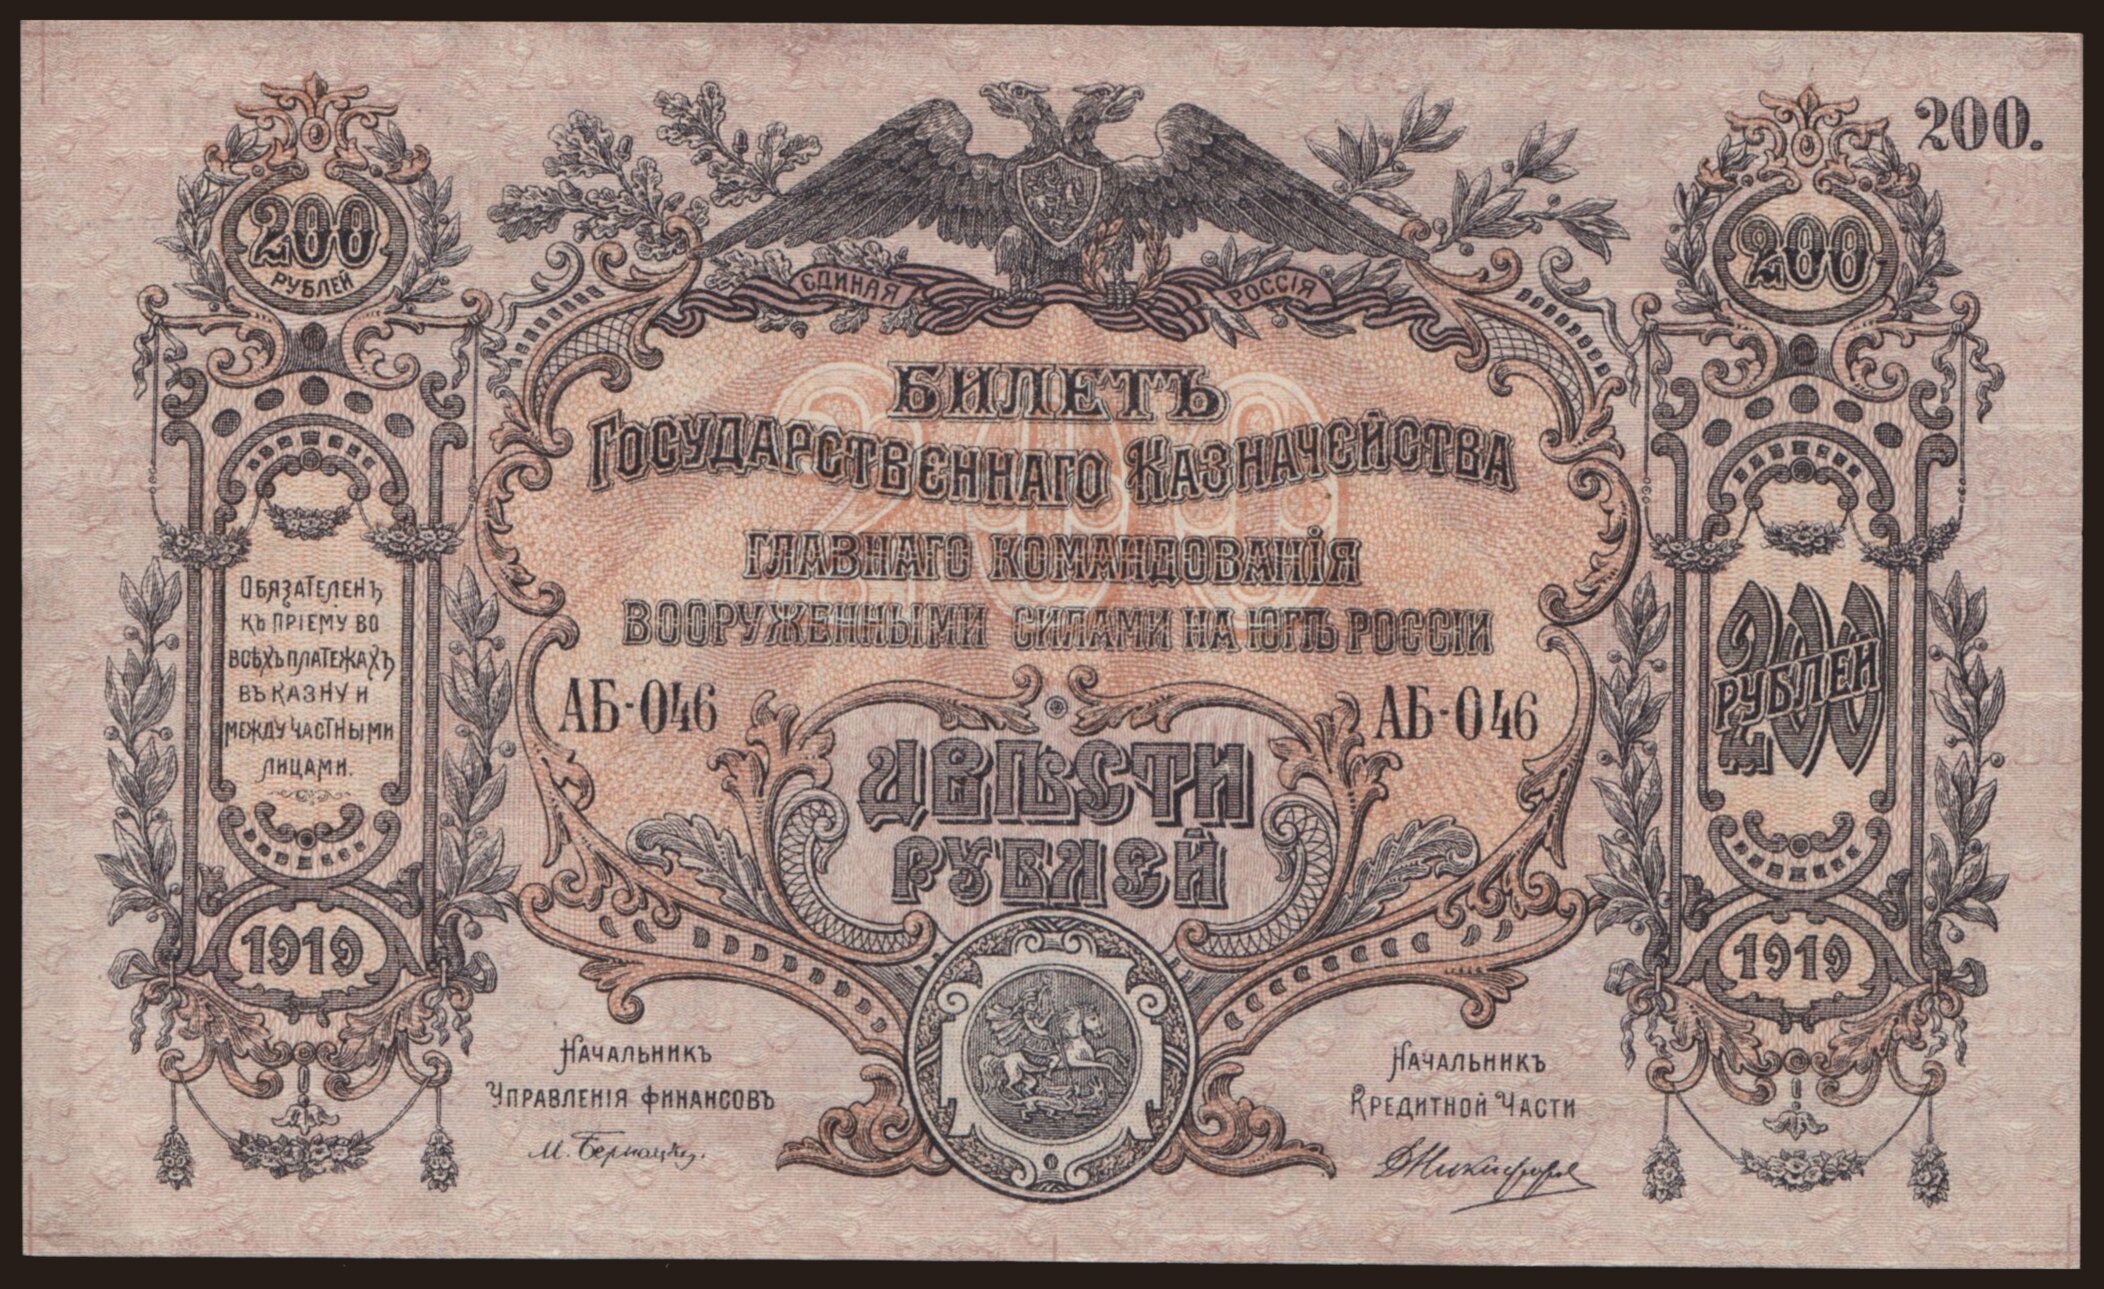 200.
200
РУБЛЕЙ
200
ЕДИНАЯ РОССІЯ
БИЛЕТЪ
ГОСУДАРСТВЕННАГО КАЗНАЧЕЙСТВА
ГЛАВНАГО КОМАНДОВАНІЯ
ВООРУЖЕННЫМИ СИЛАМИ НА ЮГѢ РОССІИ
200
ОБЯЗАТЕЛЕНЪ
КЪ ПРІЕМУ ВО
ВСѢХЪ ПЛАТЕЖАХЪ
ВЪ КАЗНУ И
МЕЖДУ ЧАСТНЫМИ
ЛИЦАМИ.
АБ-046 АБ-046
200
РУБЛЕЙ
ДВѢСТИ
РУБЛЕЙ
1919
1919
НАЧАЛЬНИКЪ
УПРАВЛЕНІЯ ФИНАНСОВЪ
М. Бернацкій.
НАЧАЛЬНИКЪ
КРЕДИТНОЙ ЧАСТИ